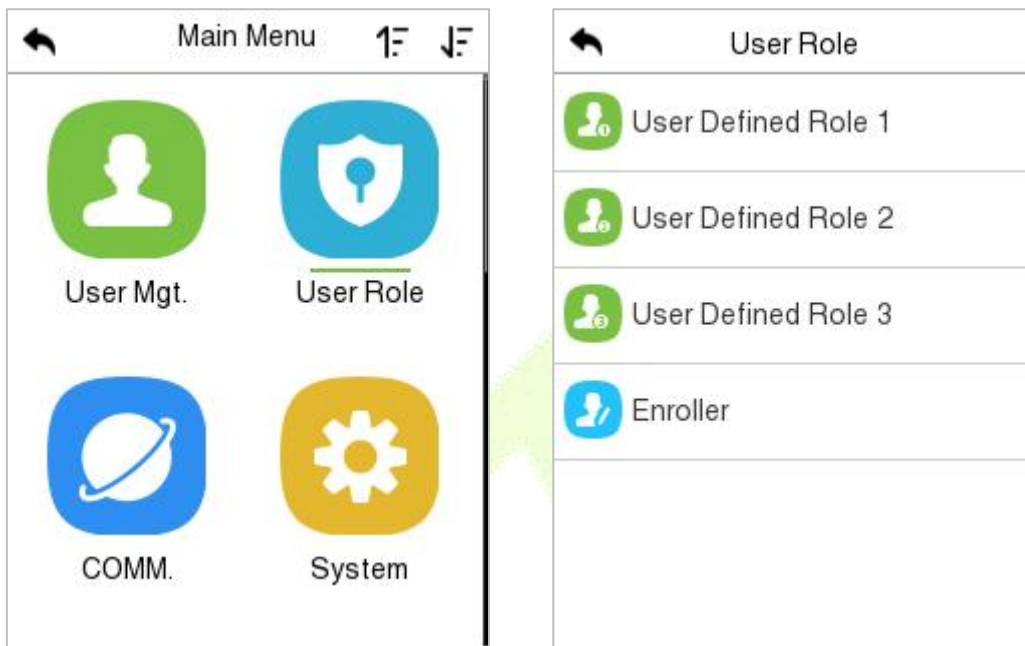 Main Menu
User Mgt.
User Role
COMM.
System
User Role
User Defined Role 1
User Defined Role 2
User Defined Role 3
Enroller